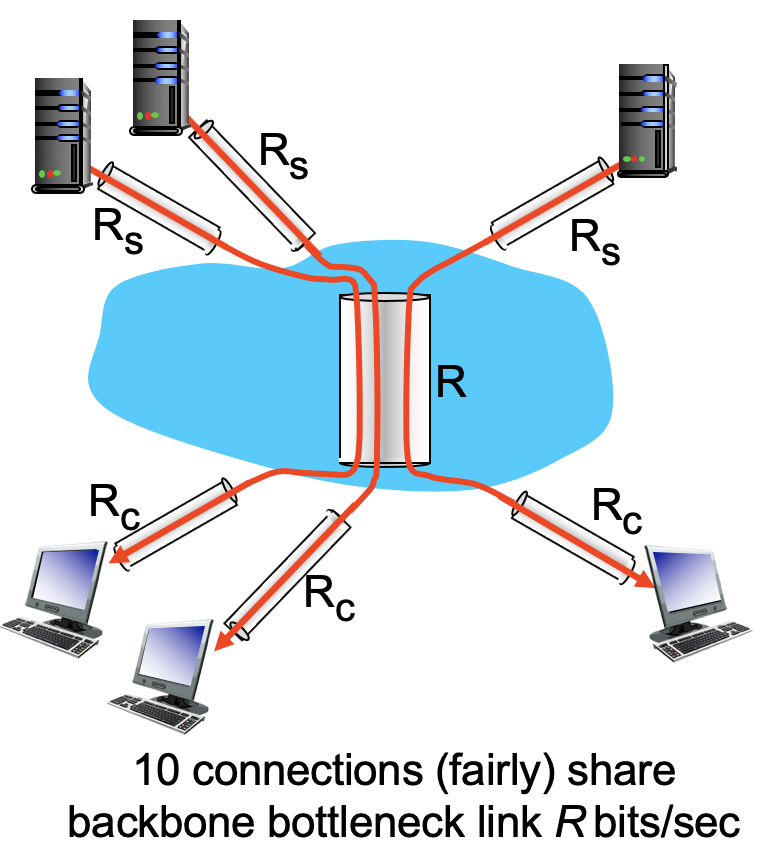 R_S
R_S
R_S
R
R_C
R_C
R_C
10 connections (fairly) share
backbone bottleneck link R bits/sec